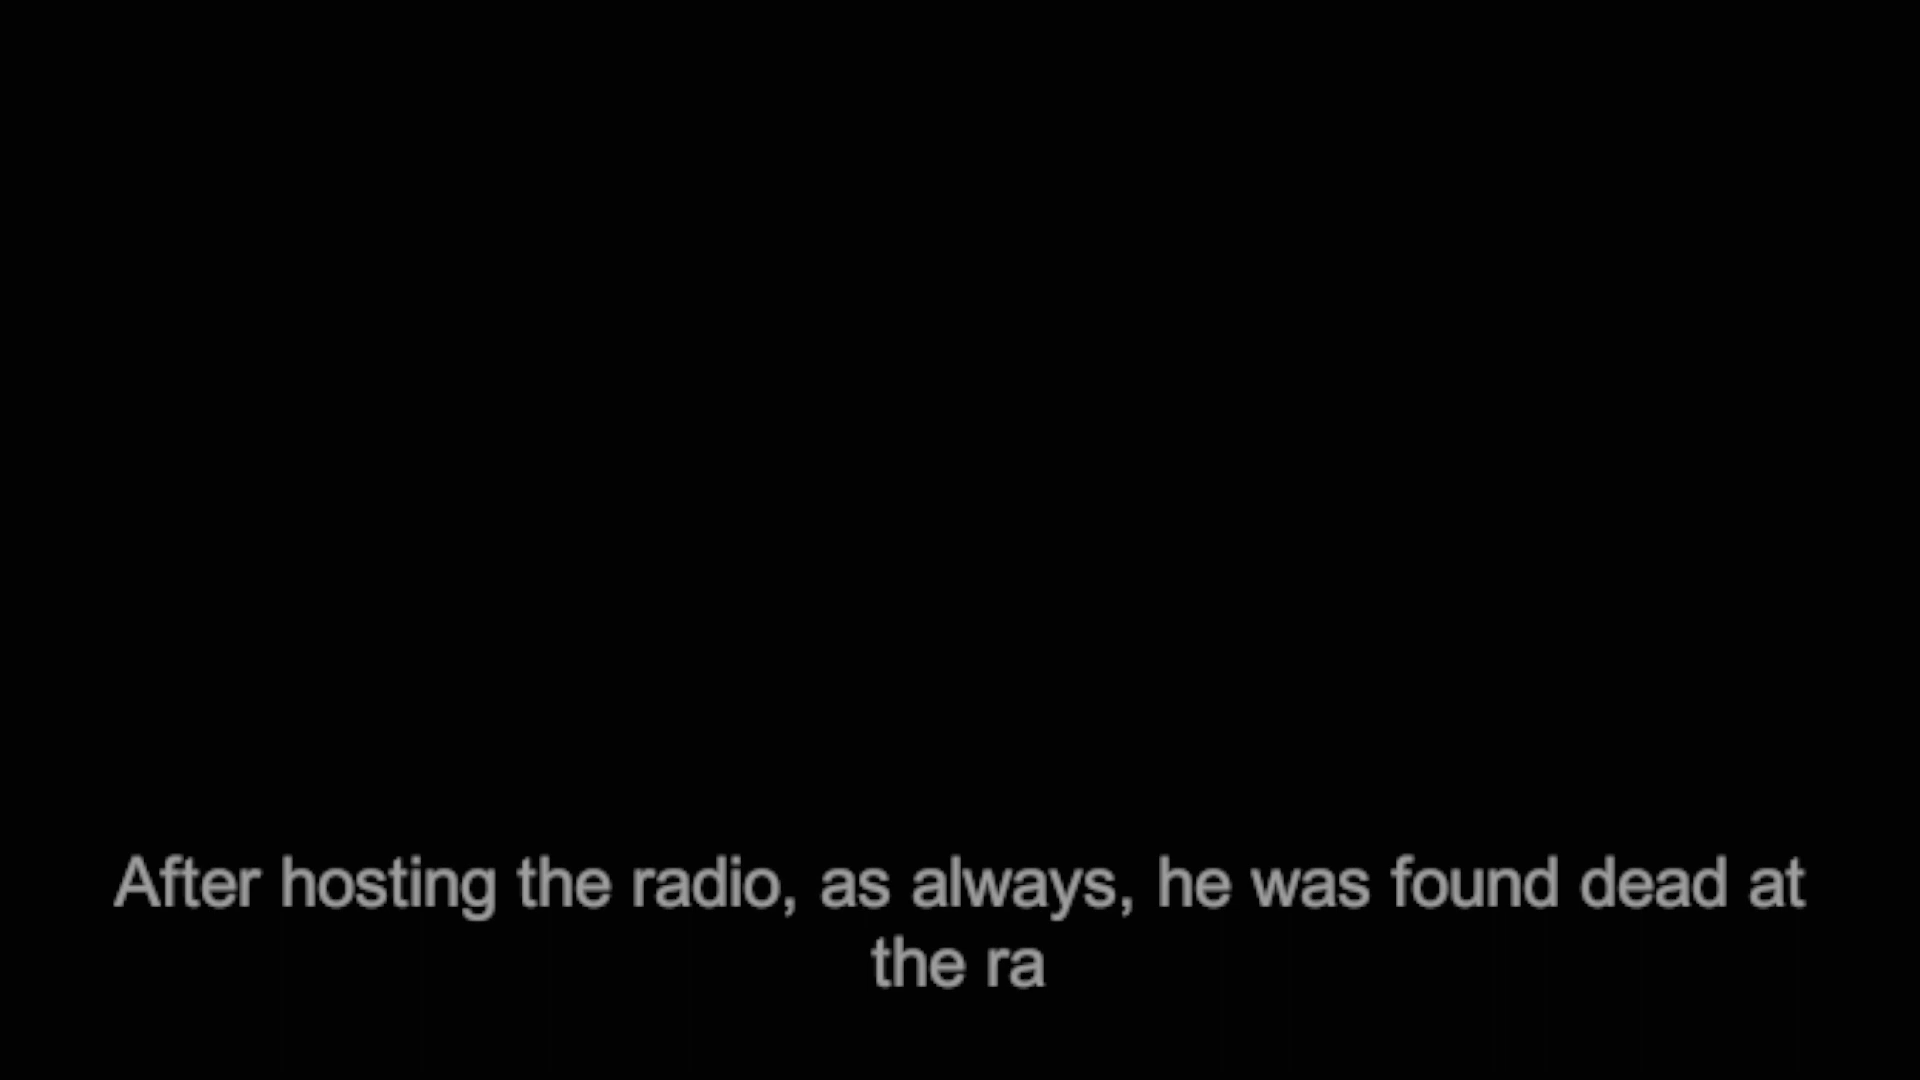 After hosting the radio, as always, he was found dead at
the ra